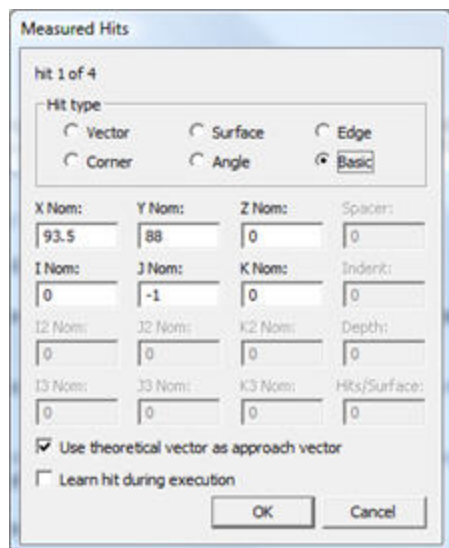 Measured Hits
hit 1 of 4
Hit type
Vector Surface Edge
Corner Angle Basic
X Nom: Y Nom: Z Nom: Spacer:
93.5 88 0 0
I Nom: J Nom: K Nom: Indent:
0 -1 0 0
I2 Nom: J2 Nom: K2 Nom: Depth:
0 0 0 0
I3 Nom: J3 Nom: K3 Nom: Hits/Surface:
0 0 0 0
Use theoretical vector as approach vector
Learn hit during execution
OK Cancel